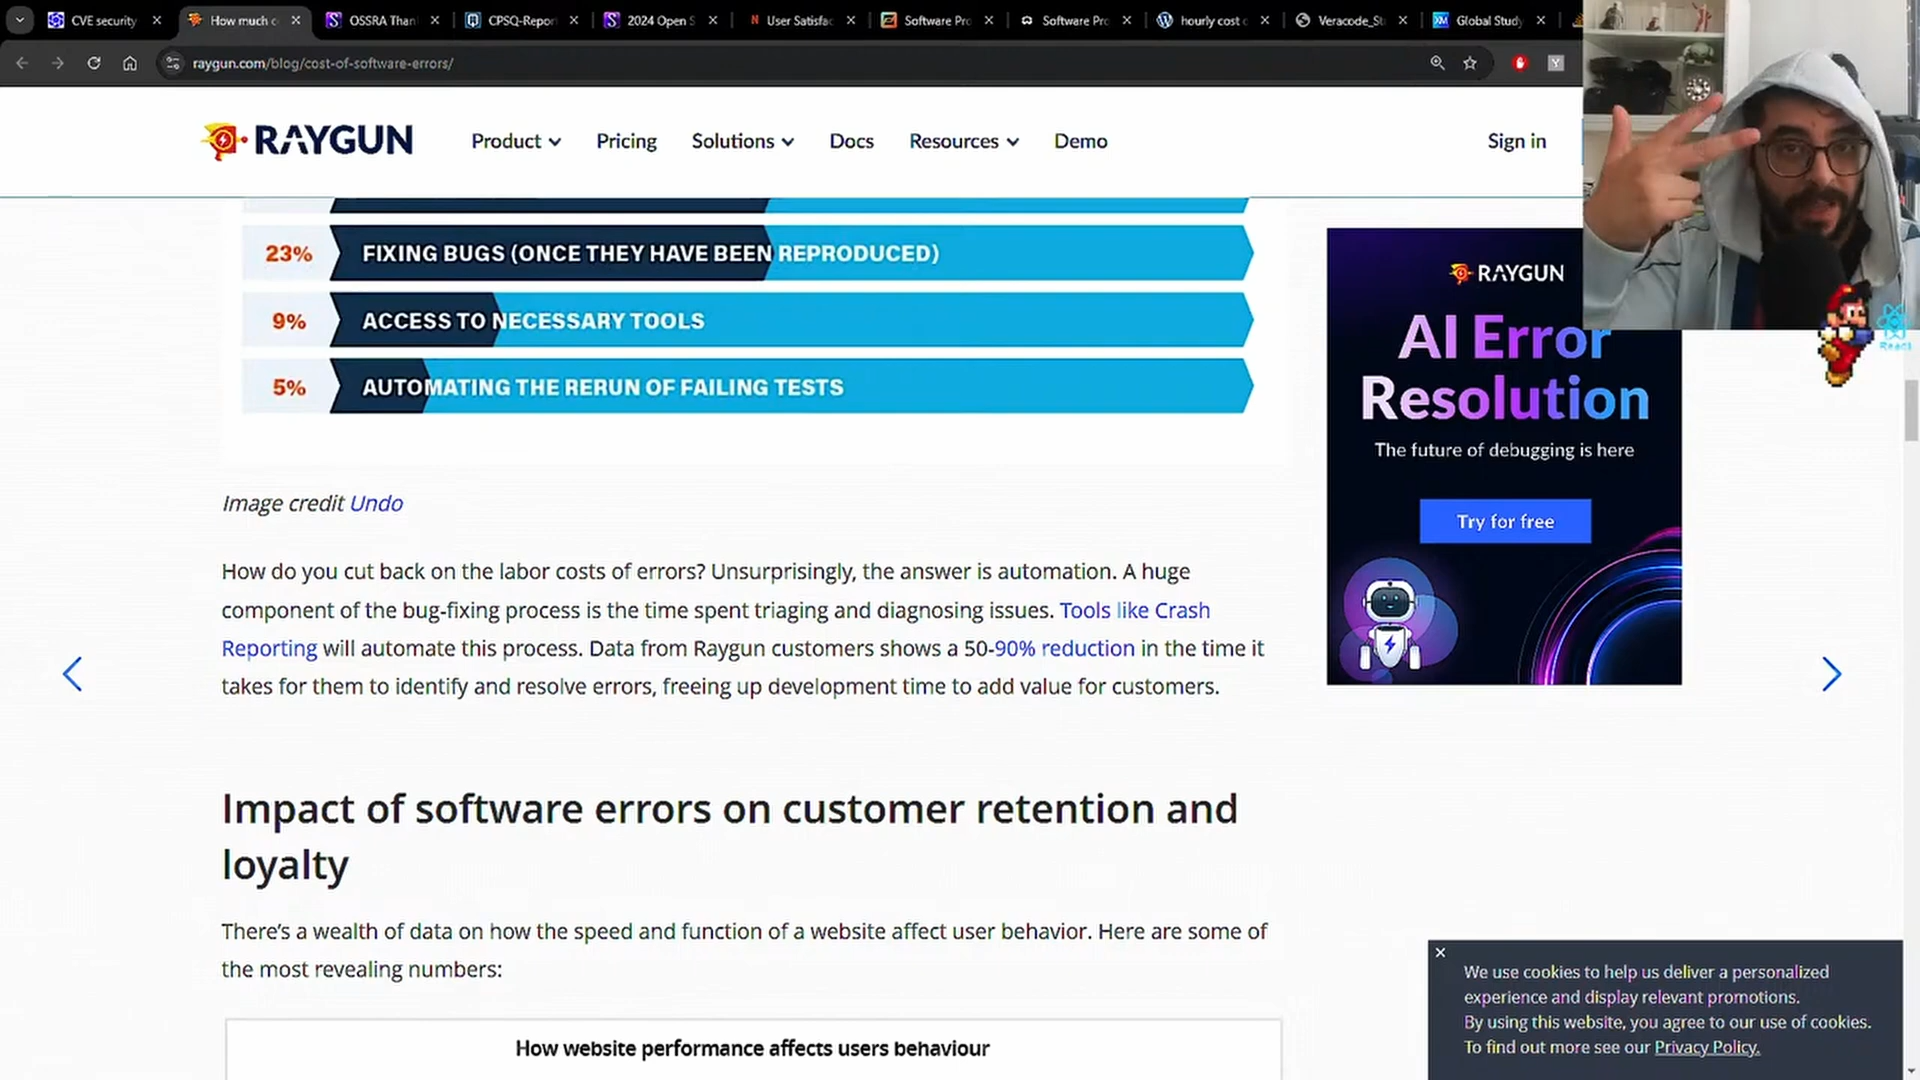 CVE security
How much c
OSSRA Than
CPSQ-Repor
2024 Open S
User Satisfac
Software Pro
Software Pro
hourly cost o
Veracode_St
Global Study
raygun.com/blog/cost-of-software-errors/
RAYGUN
Product
Pricing
Solutions
Docs
Resources
Demo
Sign in
23% FIXING BUGS (ONCE THEY HAVE BEEN REPRODUCED)
9% ACCESS TO NECESSARY TOOLS
5% AUTOMATING THE RERUN OF FAILING TESTS
RAYGUN
AI Error
Resolution
The future of debugging is here
Try for free
React
Image credit Undo
How do you cut back on the labor costs of errors? Unsurprisingly, the answer is automation. A huge
component of the bug-fixing process is the time spent triaging and diagnosing issues. Tools like Crash
Reporting will automate this process. Data from Raygun customers shows a 50-90% reduction in the time it
takes for them to identify and resolve errors, freeing up development time to add value for customers.
Impact of software errors on customer retention and
loyalty
There's a wealth of data on how the speed and function of a website affect user behavior. Here are some of
the most revealing numbers:
How website performance affects users behaviour
We use cookies to help us deliver a personalized
experience and display relevant promotions.
By using this website, you agree to our use of cookies.
To find out more see our Privacy Policy.